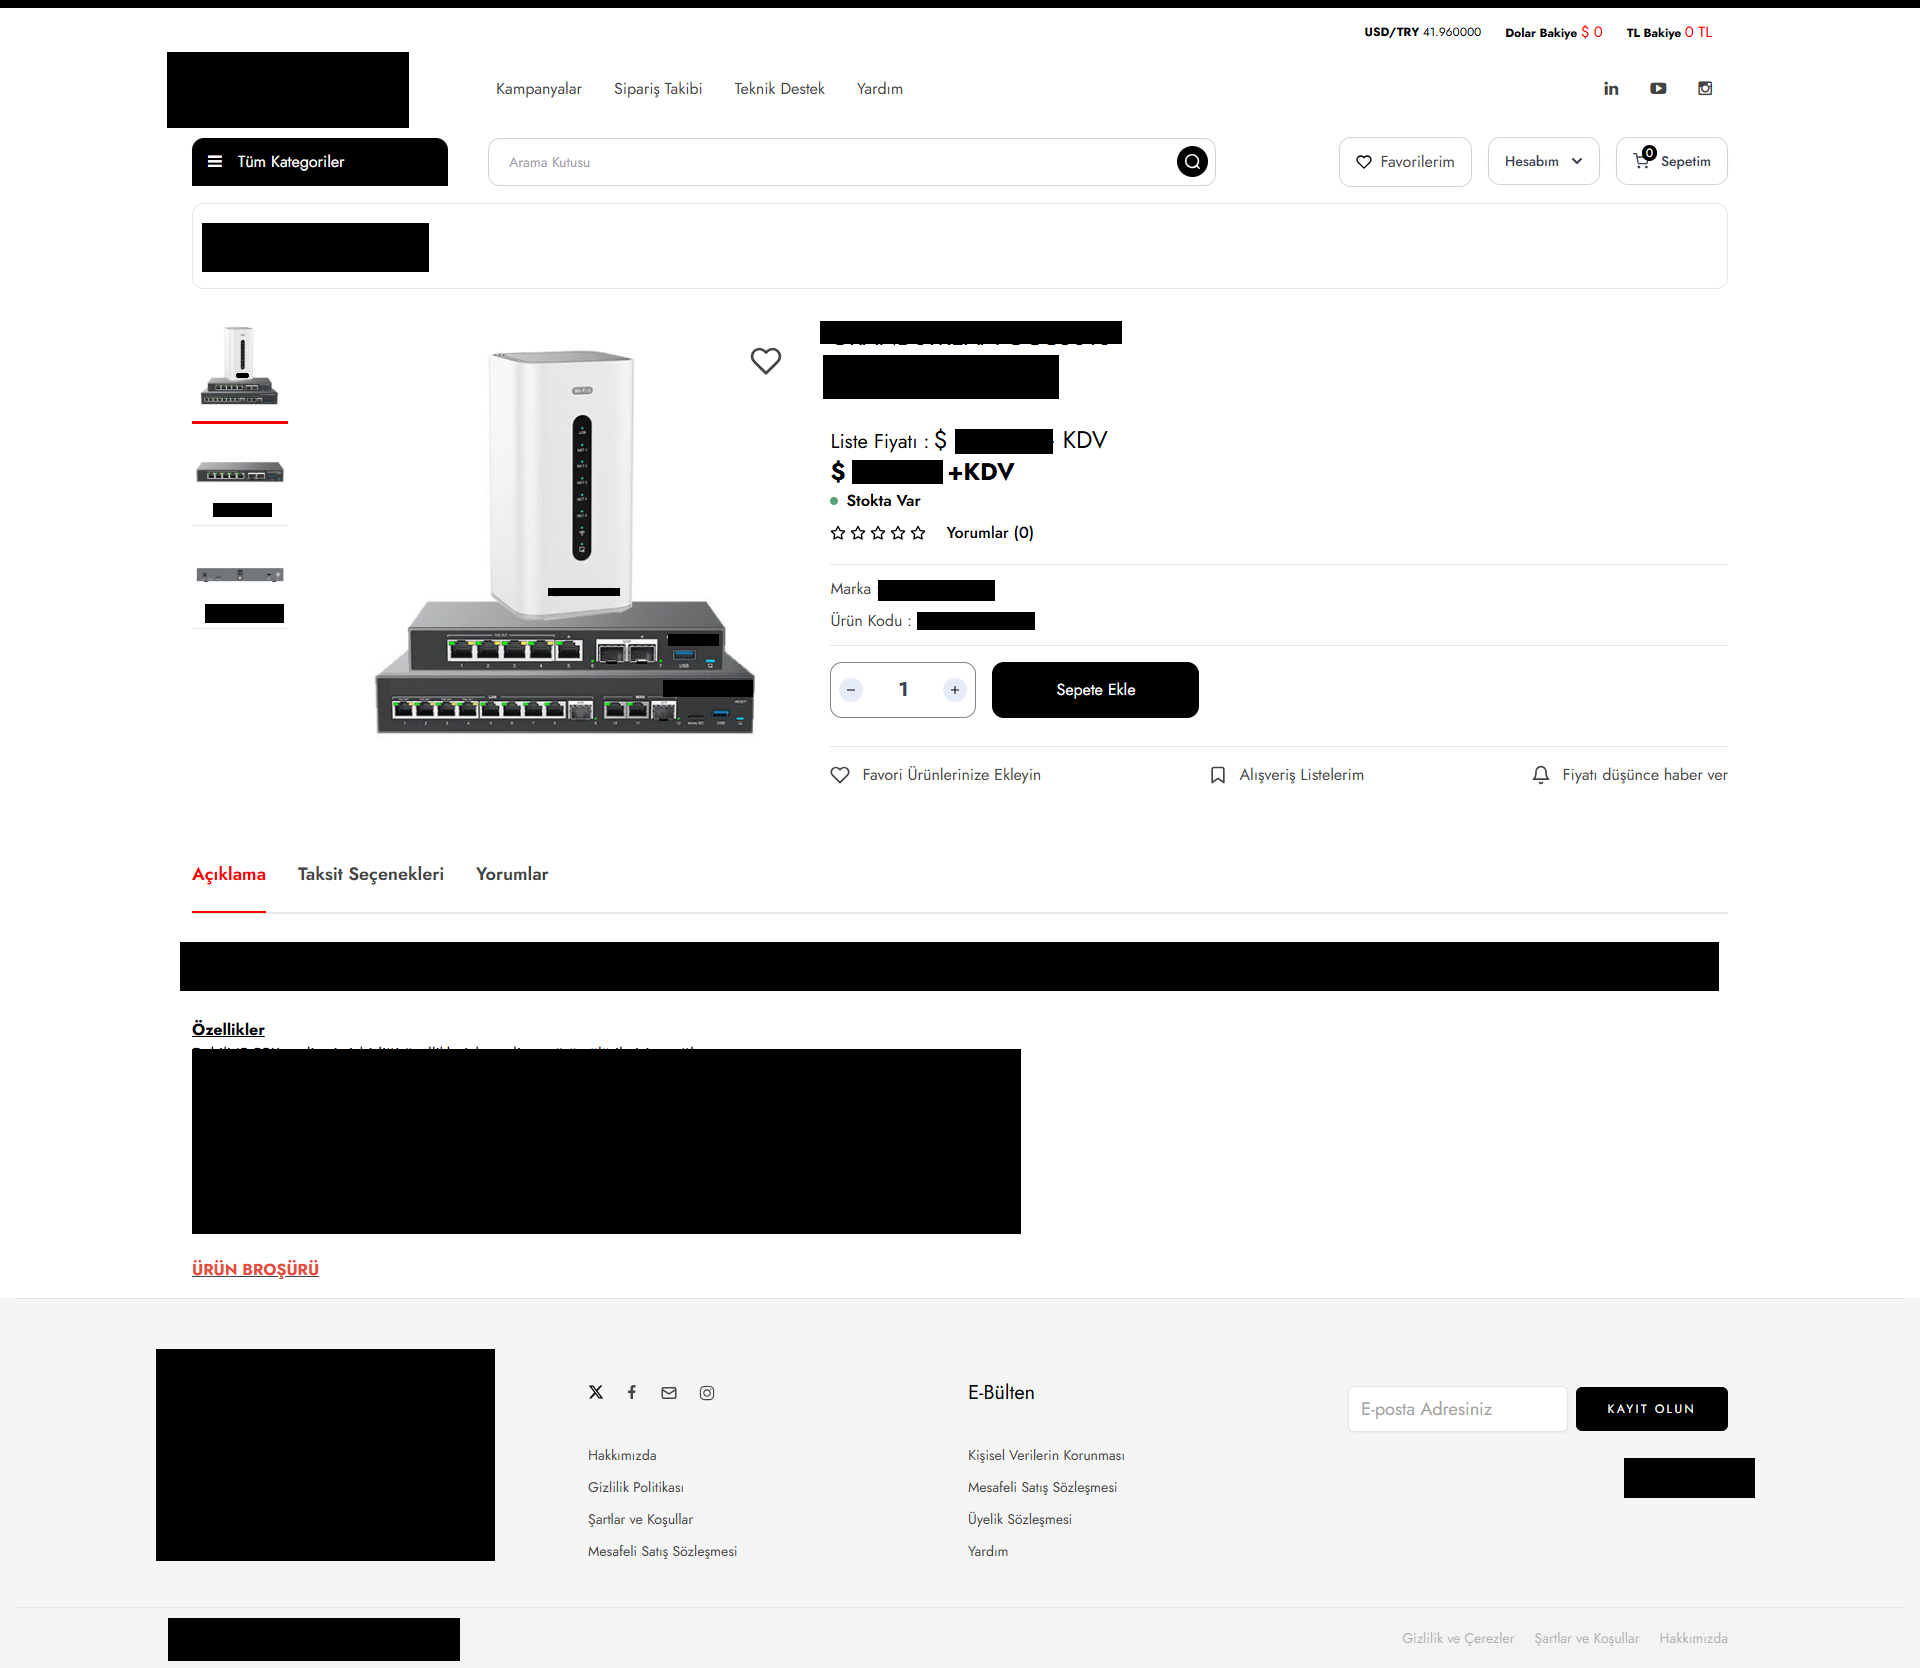 USD/TRY 41.960000 Dolar Bakiye $ 0 TL Bakiye 0 TL
Kampanyalar Sipariş Takibi Teknik Destek Yardım
Tüm Kategoriler
Arama Kutusu
Favorilerim
Hesabım
0 Sepetim
Liste Fiyatı : $ KDV
$ +KDV
Stokta Var
Yorumlar (0)
Marka
Ürün Kodu :
− 1 +
Sepete Ekle
Favori Ürünlerinize Ekleyin
Alışveriş Listelerim
Fiyatı düşünce haber ver
Açıklama Taksit Seçenekleri Yorumlar
Özellikler
ÜRÜN BROŞÜRÜ
Hakkımızda
Gizlilik Politikası
Şartlar ve Koşullar
Mesafeli Satış Sözleşmesi
E-Bülten
Kişisel Verilerin Korunması
Mesafeli Satış Sözleşmesi
Üyelik Sözleşmesi
Yardım
E-posta Adresiniz
KAYIT OLUN
Gizlilik ve Çerezler Şartlar ve Koşullar Hakkımızda